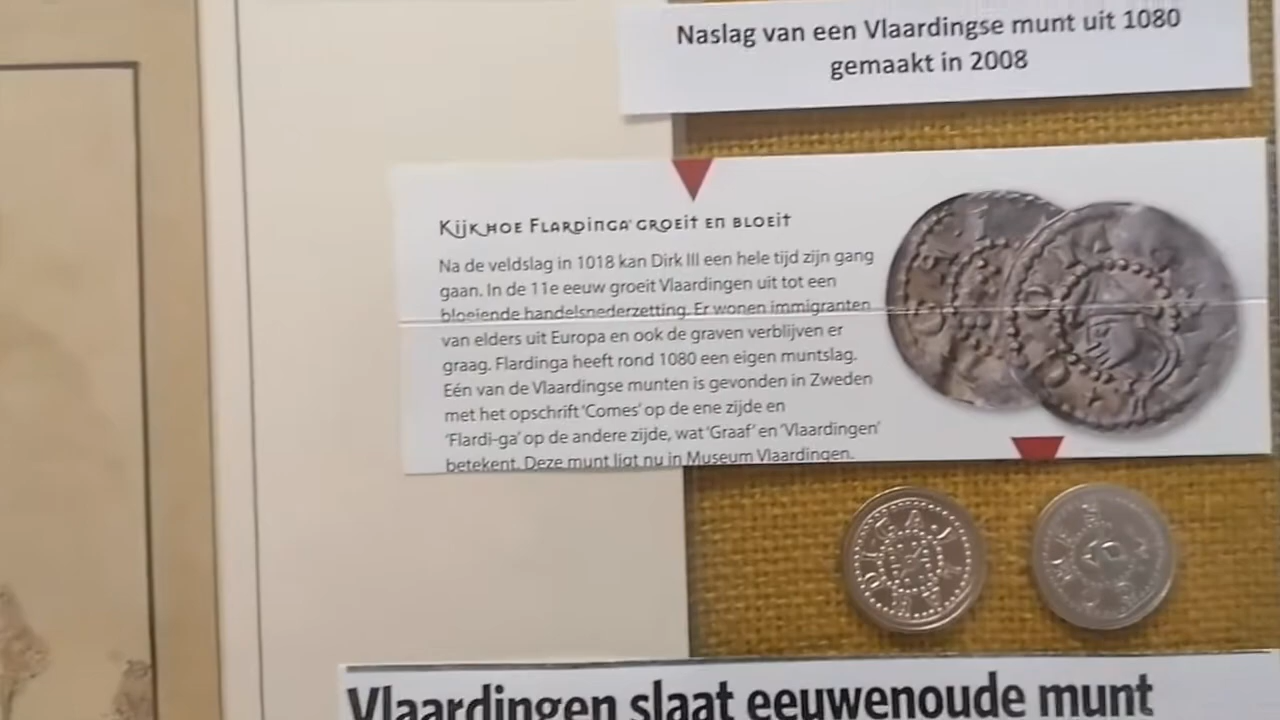 Naslag van een Vlaardingse munt uit 1080
gemaakt in 2008
Kijk hoe Flardinga groeit en bloeit
Na de veldslag in 1018 kan Dirk III een hele tijd zijn gang
gaan. In de 11e eeuw groeit Vlaardingen uit tot een
bloeiende handelsnederzetting. Er wonen immigranten
van elders uit Europa en ook de graven verblijven er
graag. Flardinga heeft rond 1080 een eigen muntslag.
Eén van de Vlaardingse munten is gevonden in Zweden
met het opschrift 'Comes' op de ene zijde en
'Flardi-ga' op de andere zijde, wat 'Graaf' en 'Vlaardingen'
betekent. Deze munt ligt nu in Museum Vlaardingen.
Vlaardingen slaat eeuwenoude munt